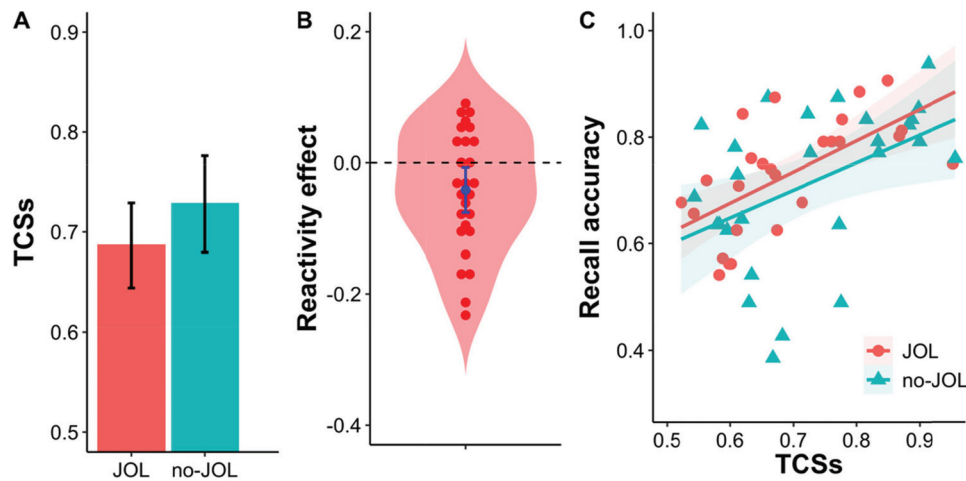 A
TCSs
0.9
0.8
0.7
0.6
0.5
JOL no-JOL
B
Reactivity effect
0.2
0.0
-0.2
-0.4
C
Recall accuracy
1.0
0.8
0.6
0.4
JOL
no-JOL
0.5 0.6 0.7 0.8 0.9
TCSs